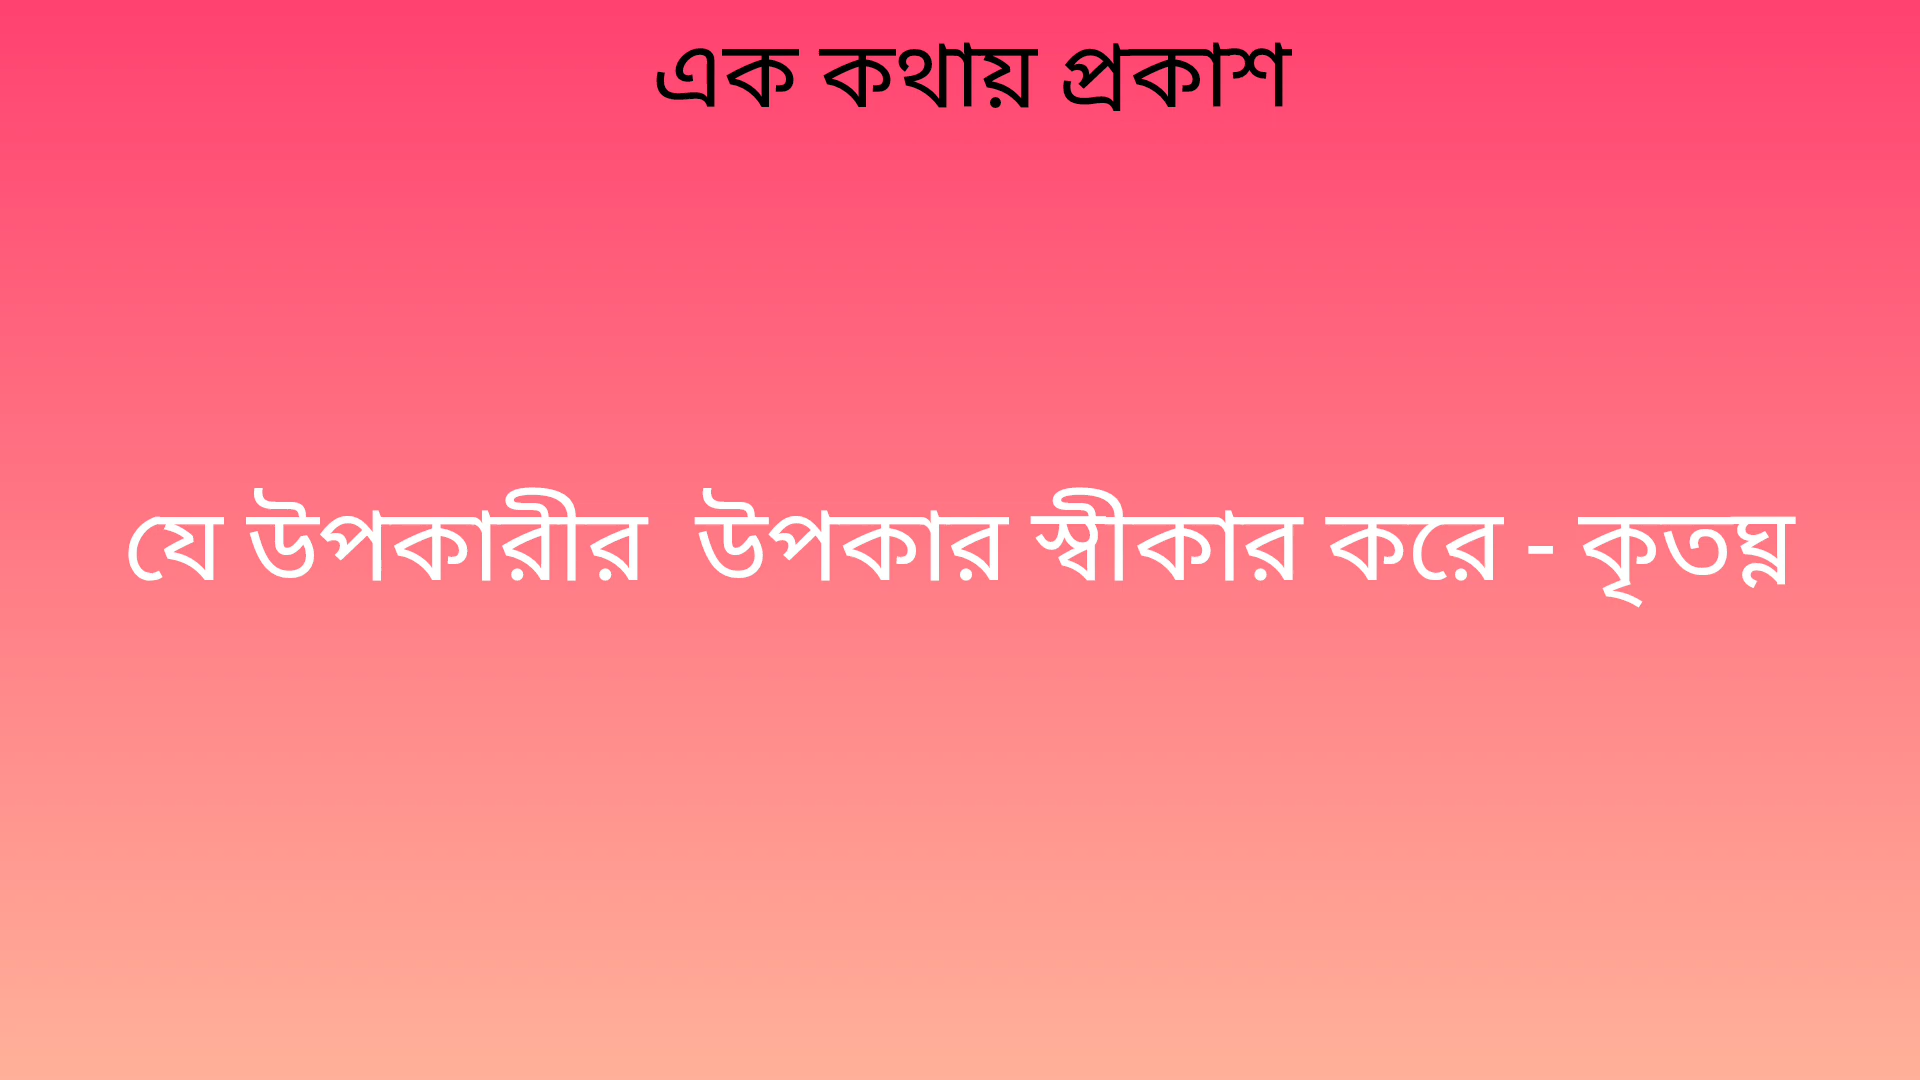 এক কথায় প্রকাশ
যে উপকারীর উপকার স্বীকার করে - কৃতঘ্ন